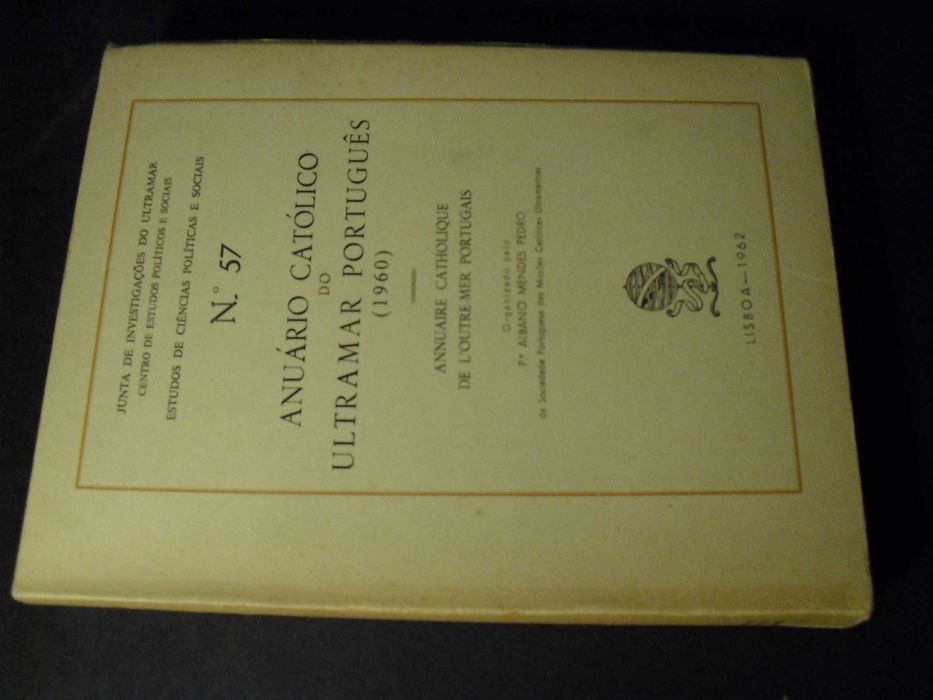 JUNTA DE INVESTIGAÇÕES DO ULTRAMAR
CENTRO DE ESTUDOS POLÍTICOS E SOCIAIS
ESTUDOS DE CIÊNCIAS POLÍTICAS E SOCIAIS
N.º 57
ANUÁRIO CATÓLICO
DO
ULTRAMAR PORTUGUÊS
(1960)
ANNUAIRE CATHOLIQUE
DE L'OUTRE-MER PORTUGAIS
Organizado pelo
P.e ALBANO MENDES PEDRO
da Sociedade Portuguesa das Missões Católicas Ultramarinas
LISBOA—1962